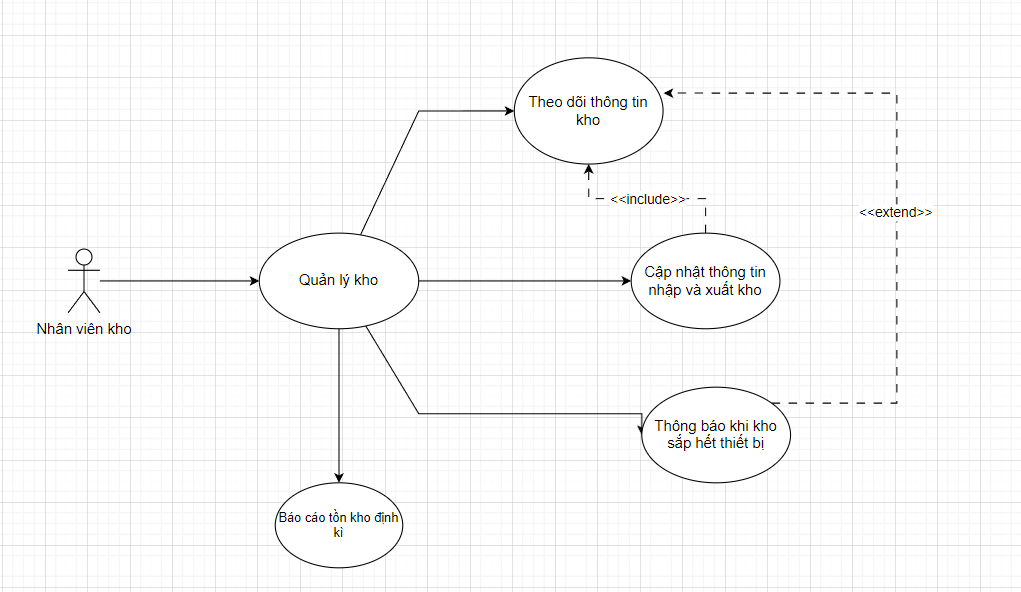 Theo dõi thông tin
kho
<<include>>
<<extend>>
Quản lý kho
Cập nhật thông tin
nhập và xuất kho
Nhân viên kho
Thông báo khi kho
sắp hết thiết bị
Báo cáo tồn kho định
kì